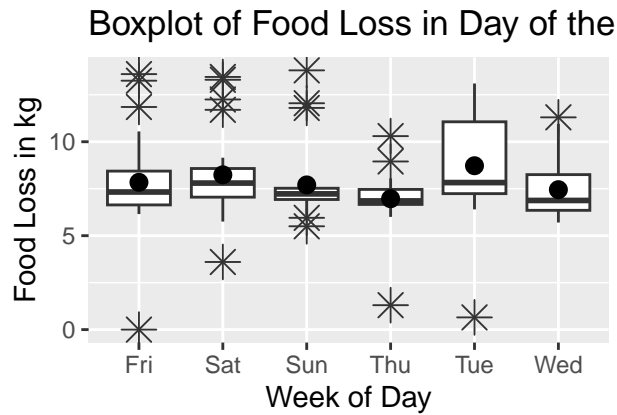 Boxplot of Food Loss in Day of the
Food Loss in kg
10
5
0
Fri Sat Sun Thu Tue Wed
Week of Day